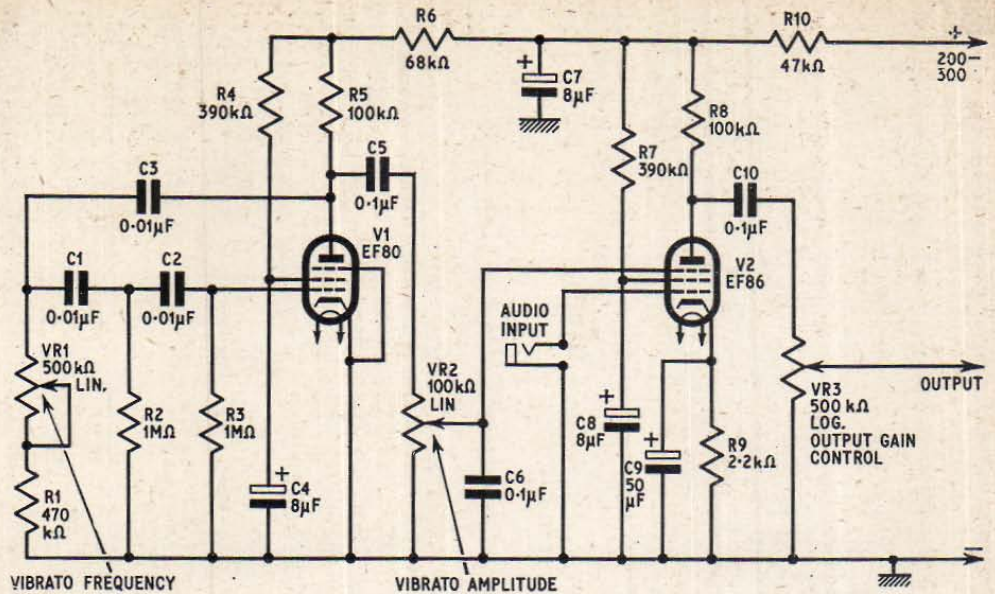 R6
68kΩ
R10
47kΩ
+
200–
300
R4
390kΩ
R5
100kΩ
+
C7
8μF
R7
390kΩ
R8
100kΩ
C3
0·01μF
C5
0·1μF
C10
0·1μF
V1
EF80
V2
EF86
C1
0·01μF
C2
0·01μF
AUDIO
INPUT
VR1
500kΩ
LIN.
R2
1MΩ
R3
1MΩ
VR2
100kΩ
LIN
OUTPUT
VR3
500 kΩ
LOG.
OUTPUT GAIN
CONTROL
R1
470
kΩ
+
C4
8μF
C6
0·1μF
+
C8
8μF
+
C9
50
μF
R9
2·2kΩ
–
VIBRATO FREQUENCY
VIBRATO AMPLITUDE